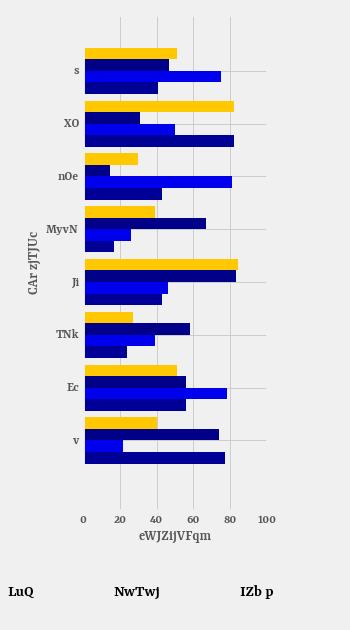 s
XO
nOe
MyvN
Ji
TNk
Ec
v
CAr zjTJUc
0 20 40 60 80 100
eWJZijVFqm
LuQ NwTwj IZb p